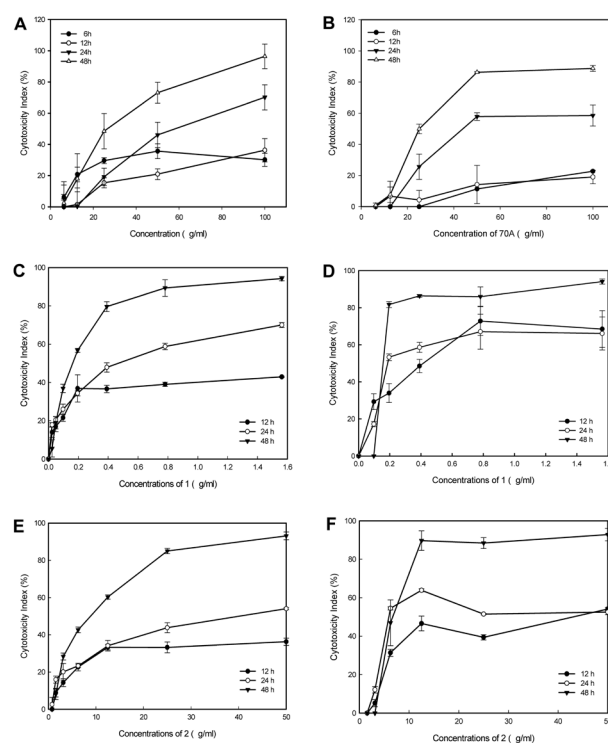 A
6h
12h
24h
48h
Cytotoxicity Index (%)
120
100
80
60
40
20
0
0 20 40 60 80 100
Concentration ( g/ml)
B
6h
12h
24h
48h
Cytotoxicity Index (%)
120
100
80
60
40
20
0
0 20 40 60 80 100
Concentration of 70A ( g/ml)
C
Cytotoxicity Index (%)
100
80
60
40
20
0
12 h
24 h
48 h
0.0 0.2 0.4 0.6 0.8 1.0 1.2 1.4 1.6
Concentrations of 1 ( g/ml)
D
Cytotoxicity Index (%)
100
80
60
40
20
0
12 h
24 h
48 h
0.0 0.2 0.4 0.6 0.8 1.0 1.2 1.4 1.6
Concentrations of 1 ( g/ml)
E
Cytotoxicity Index (%)
100
80
60
40
20
0
12 h
24 h
48 h
0 10 20 30 40 50
Concentrations of 2 ( g/ml)
F
Cytotoxicity Index (%)
100
80
60
40
20
0
12 h
24 h
48 h
0 10 20 30 40 50
Concentrations of 2 ( g/ml)